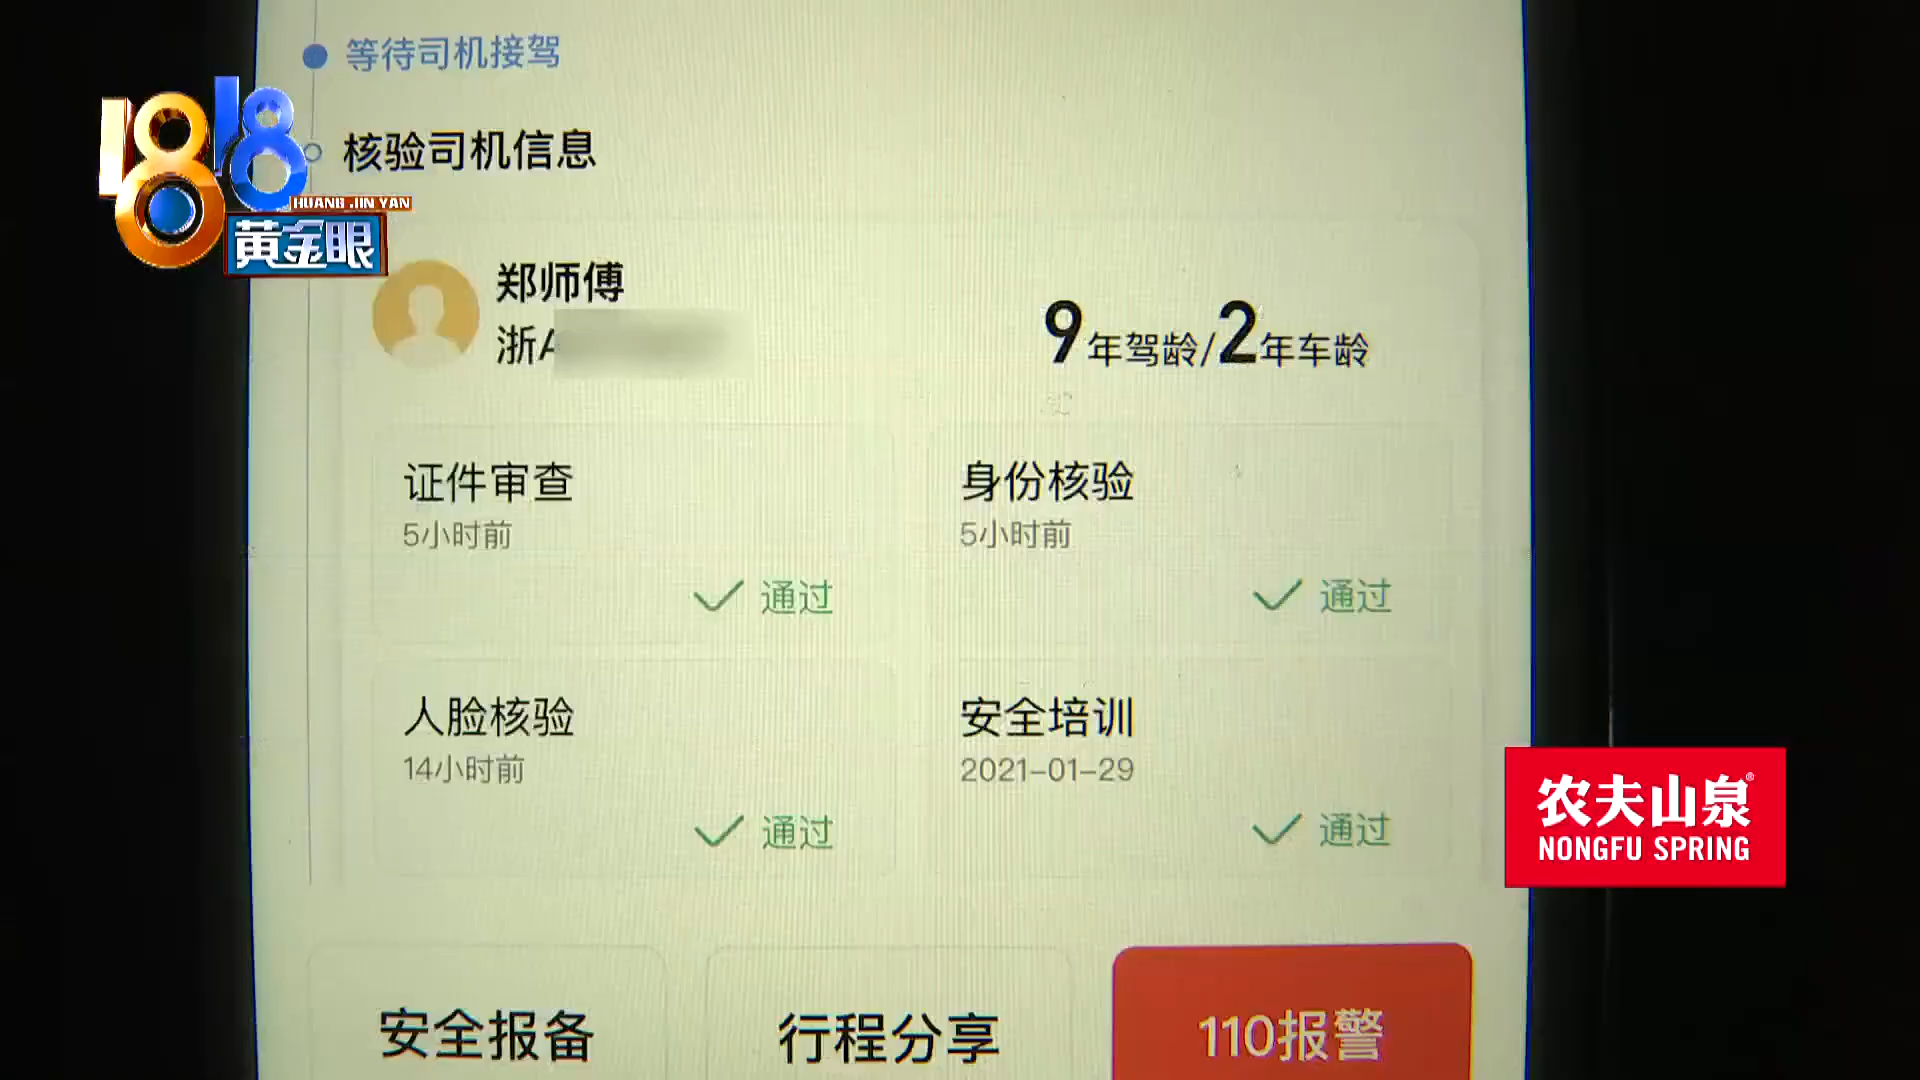 等待司机接驾
核验司机信息
1818
HUANG JIN YAN
黄金眼
郑师傅
浙A
9年驾龄/2年车龄
证件审查
5小时前
通过
身份核验
5小时前
通过
人脸核验
14小时前
通过
安全培训
2021-01-29
通过
农夫山泉®
NONGFU SPRING
安全报备
行程分享
110报警